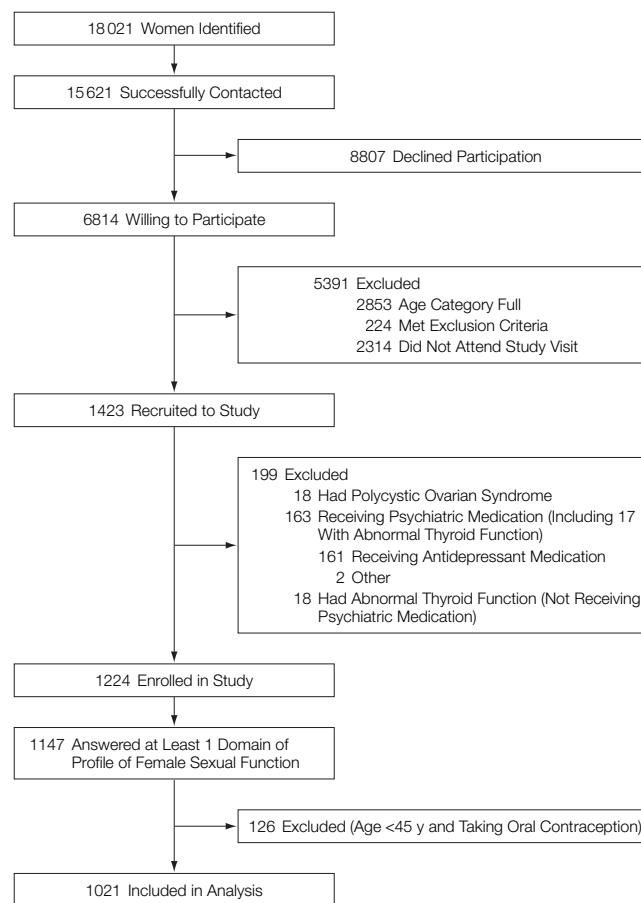 18021 Women Identified
15621 Successfully Contacted
8807 Declined Participation
6814 Willing to Participate
5391 Excluded
2853 Age Category Full
224 Met Exclusion Criteria
2314 Did Not Attend Study Visit
1423 Recruited to Study
199 Excluded
18 Had Polycystic Ovarian Syndrome
163 Receiving Psychiatric Medication (Including 17
With Abnormal Thyroid Function)
161 Receiving Antidepressant Medication
2 Other
18 Had Abnormal Thyroid Function (Not Receiving
Psychiatric Medication)
1224 Enrolled in Study
1147 Answered at Least 1 Domain of
Profile of Female Sexual Function
126 Excluded (Age <45 y and Taking Oral Contraception)
1021 Included in Analysis